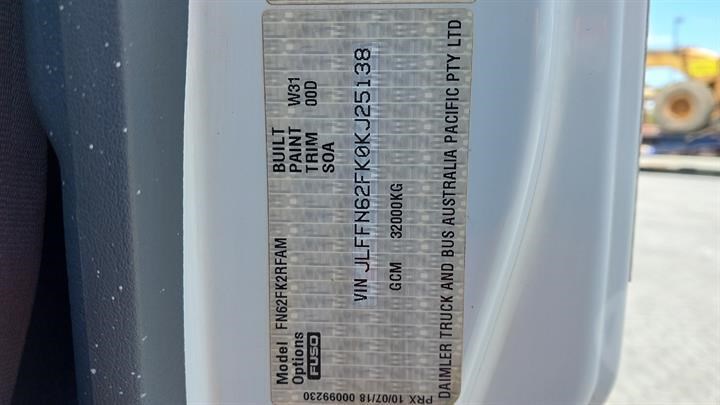 Model FN62FK2RFAM BUILT
Options PAINT W31
FUSO TRIM 00D
SOA
VIN JLFFN62FK0KJ25138
GCM 32000KG
DAIMLER TRUCK AND BUS AUSTRALIA PACIFIC PTY LTD
PRX 10/07/18 00099230